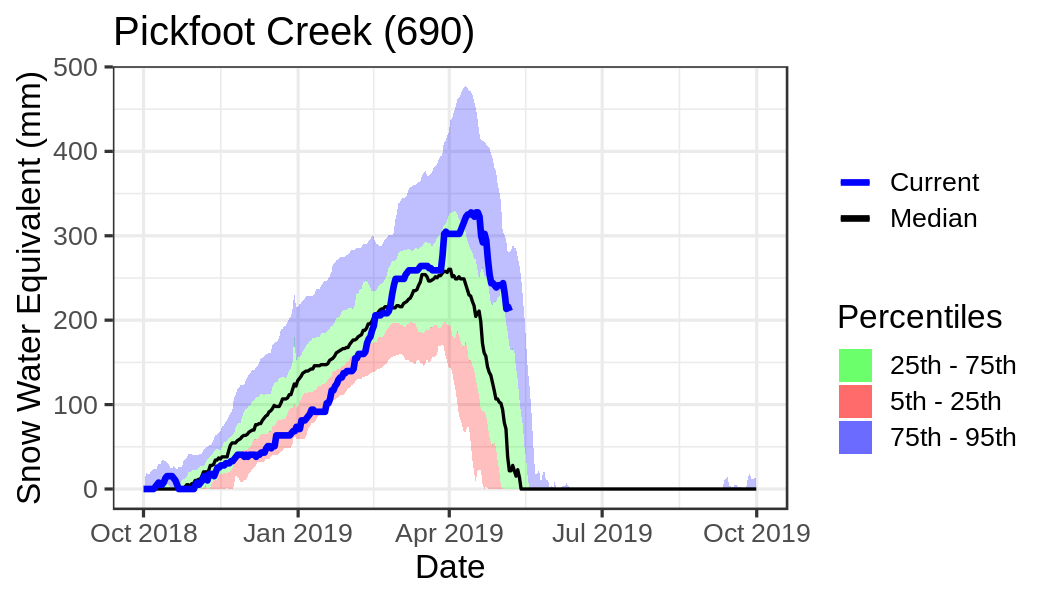 Pickfoot Creek (690)
Snow Water Equivalent (mm)
500
400
300
200
100
0
Oct 2018
Jan 2019
Apr 2019
Jul 2019
Oct 2019
Date
Current
Median
Percentiles
25th - 75th
5th - 25th
75th - 95th